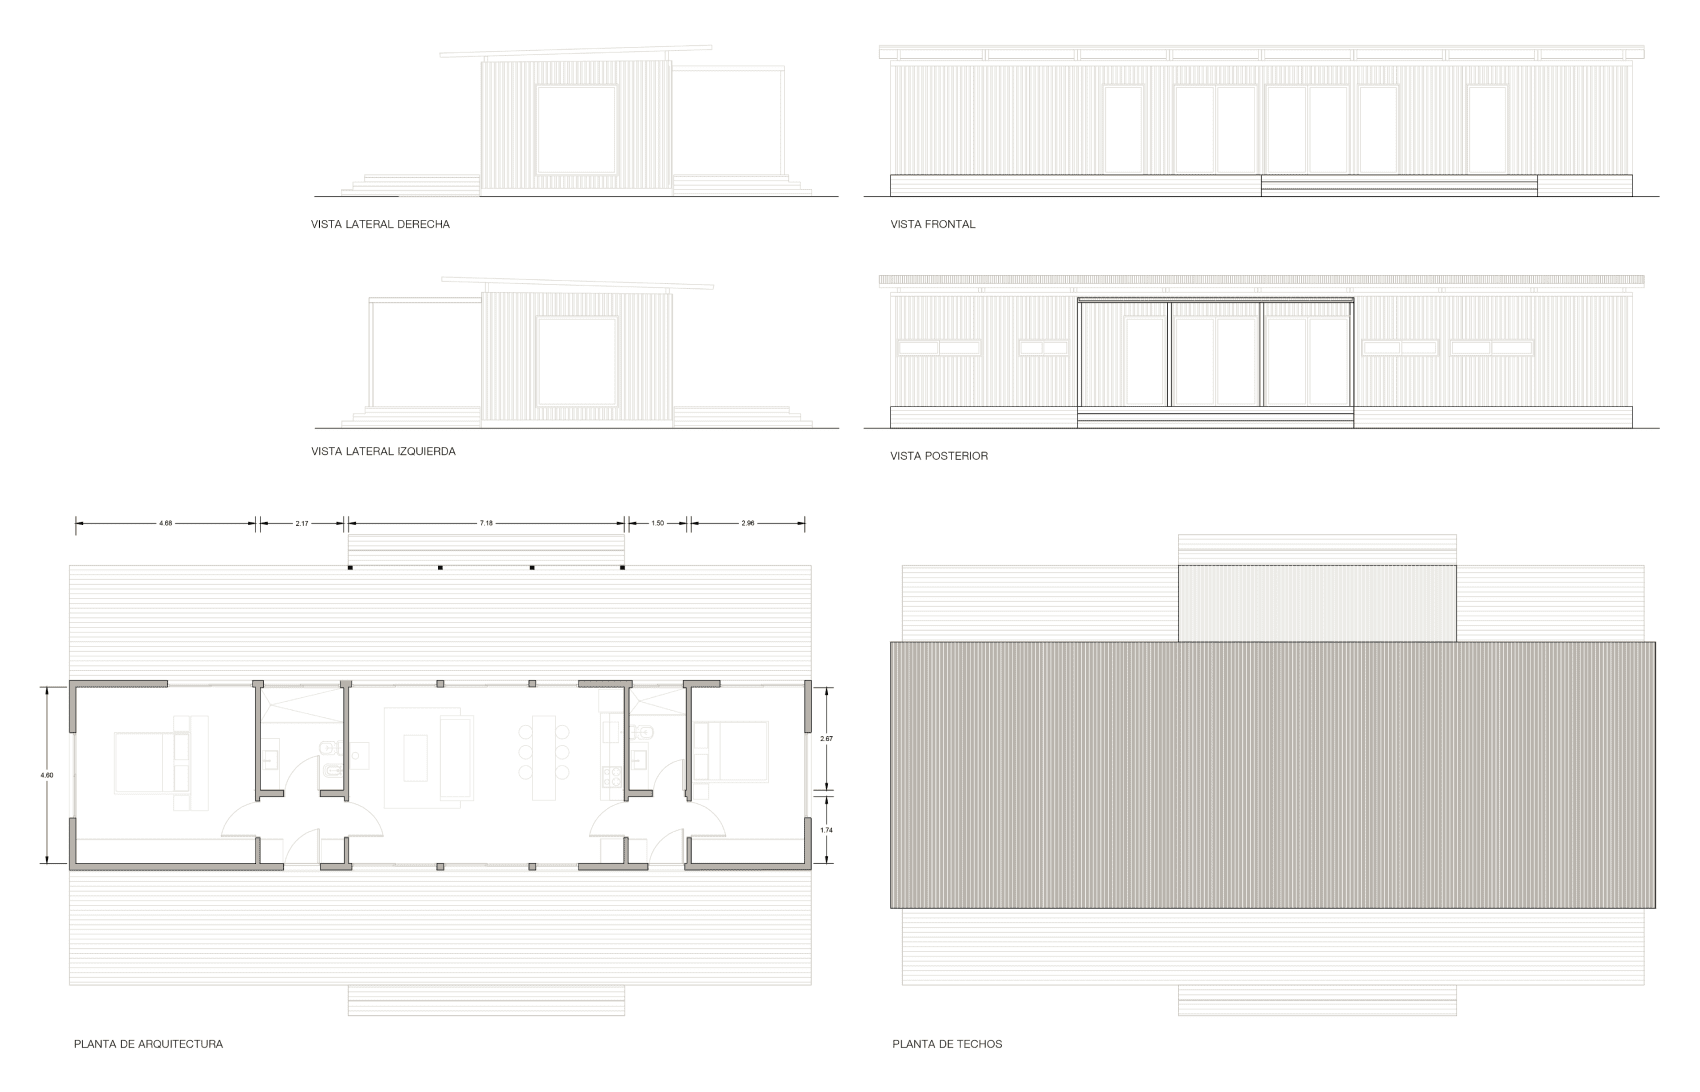 VISTA LATERAL DERECHA
VISTA FRONTAL
VISTA LATERAL IZQUIERDA
VISTA POSTERIOR
4.68
2.17
7.18
1.50
2.96
4.60
2.67
1.74
PLANTA DE ARQUITECTURA
PLANTA DE TECHOS